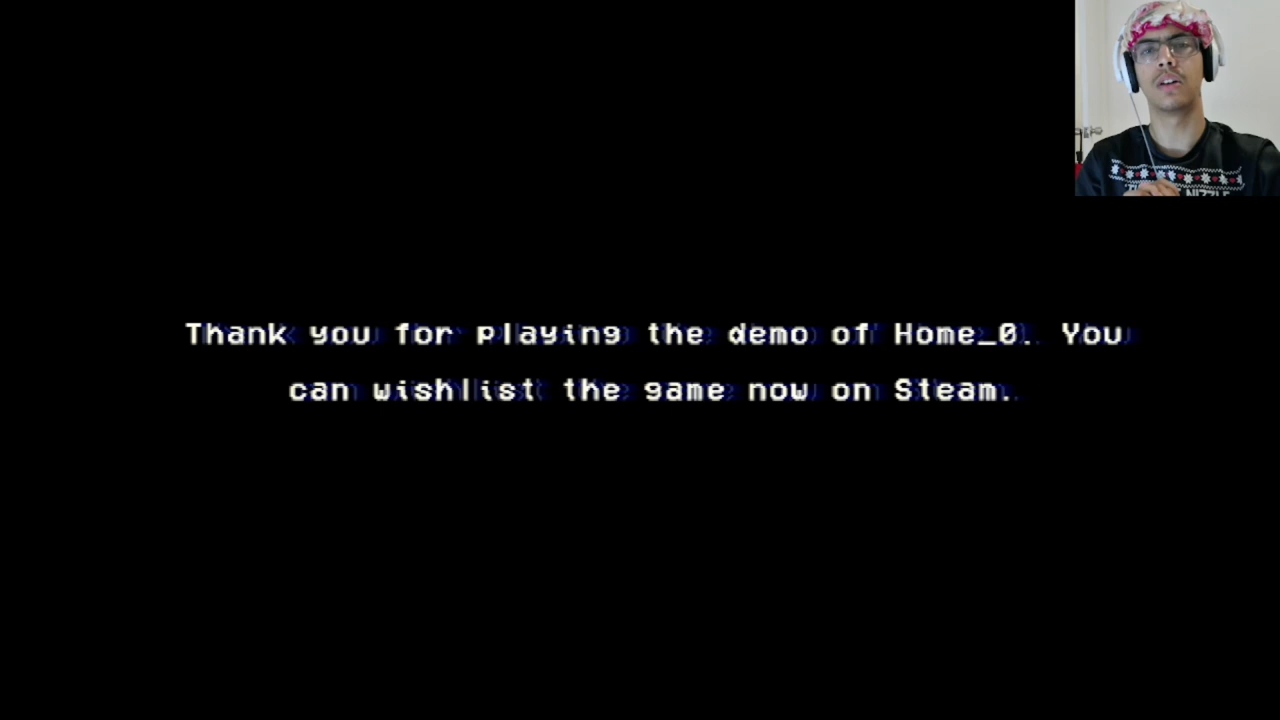 Thank you for playing the demo of Home_0. You
can wishlist the game now on Steam.